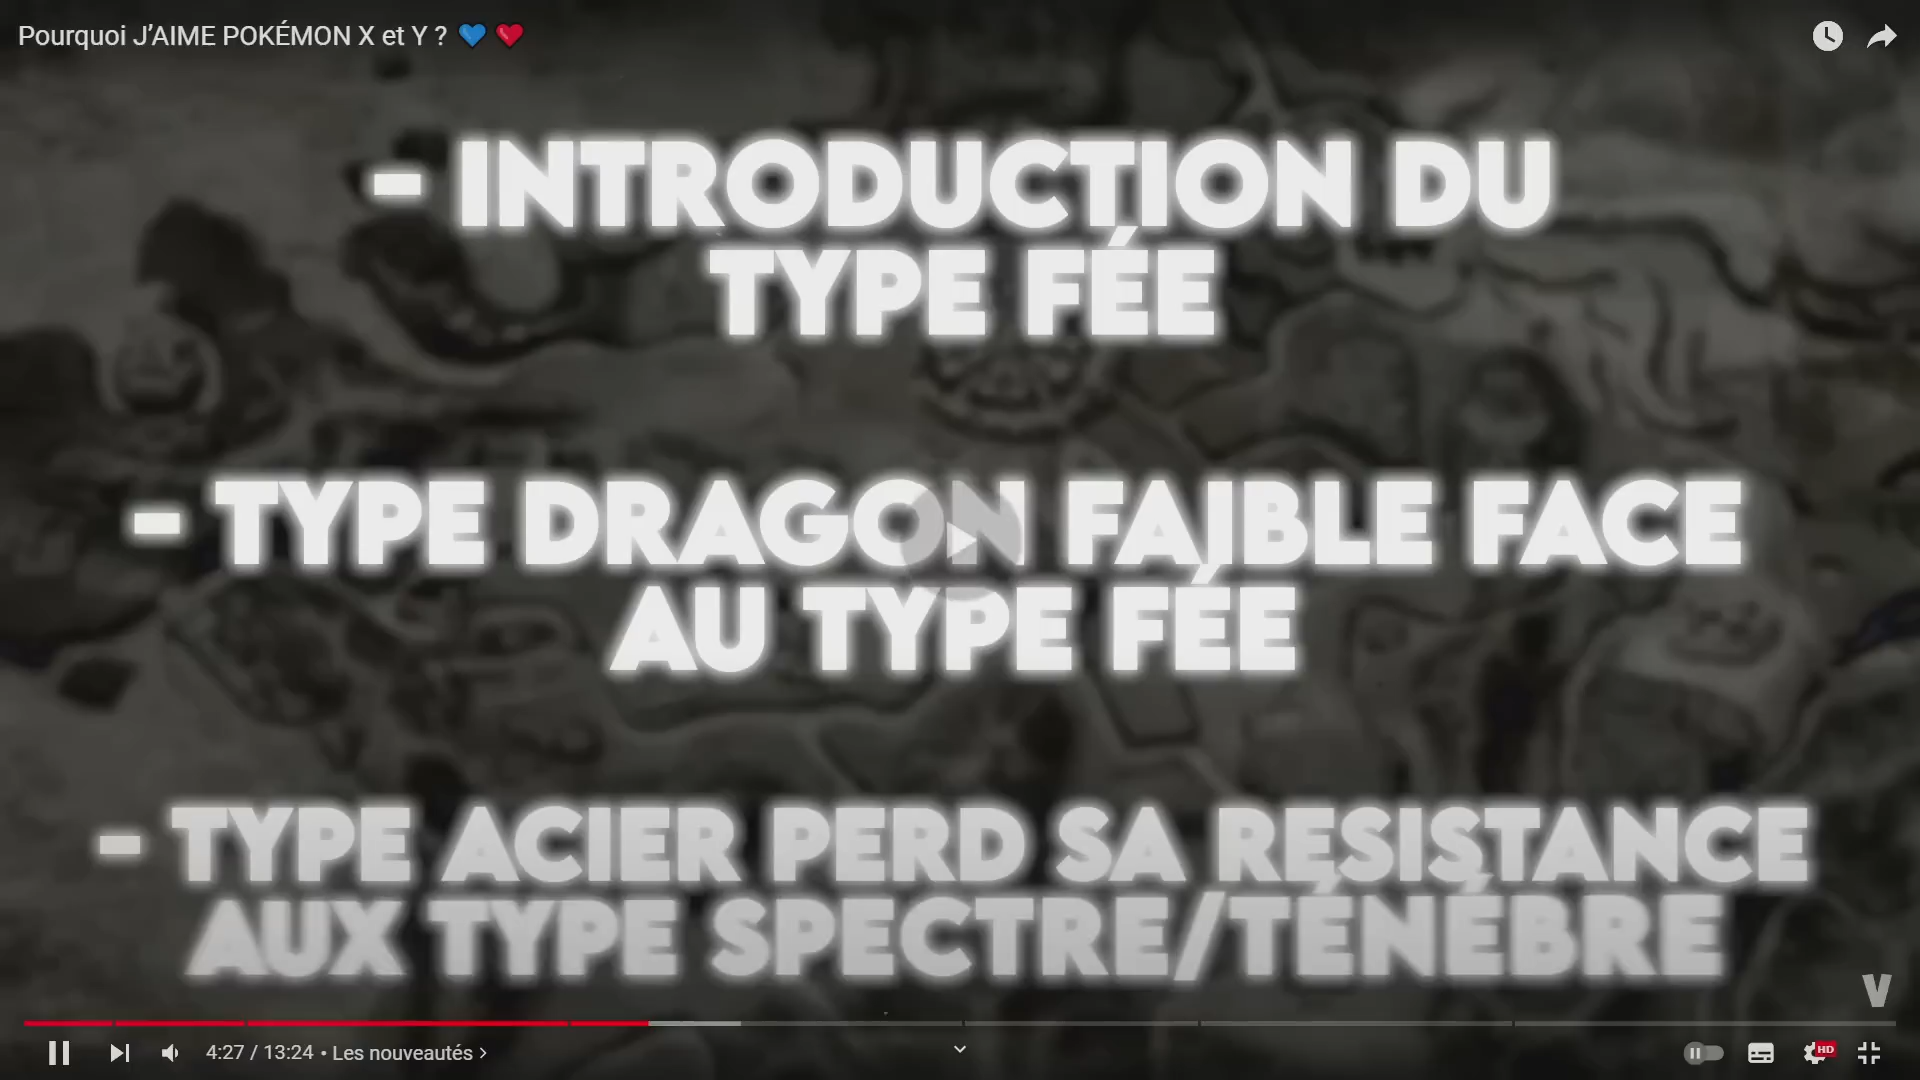 Pourquoi J’AIME POKÉMON X et Y ? 💙 ❤️
- INTRODUCTION DU
TYPE FÉE
- TYPE DRAGON FAIBLE FACE
AU TYPE FÉE
- TYPE ACIER PERD SA RESISTANCE
AUX TYPE SPECTRE/TÉNÉBRE
V
4:27 / 13:24 • Les nouveautés ›
HD